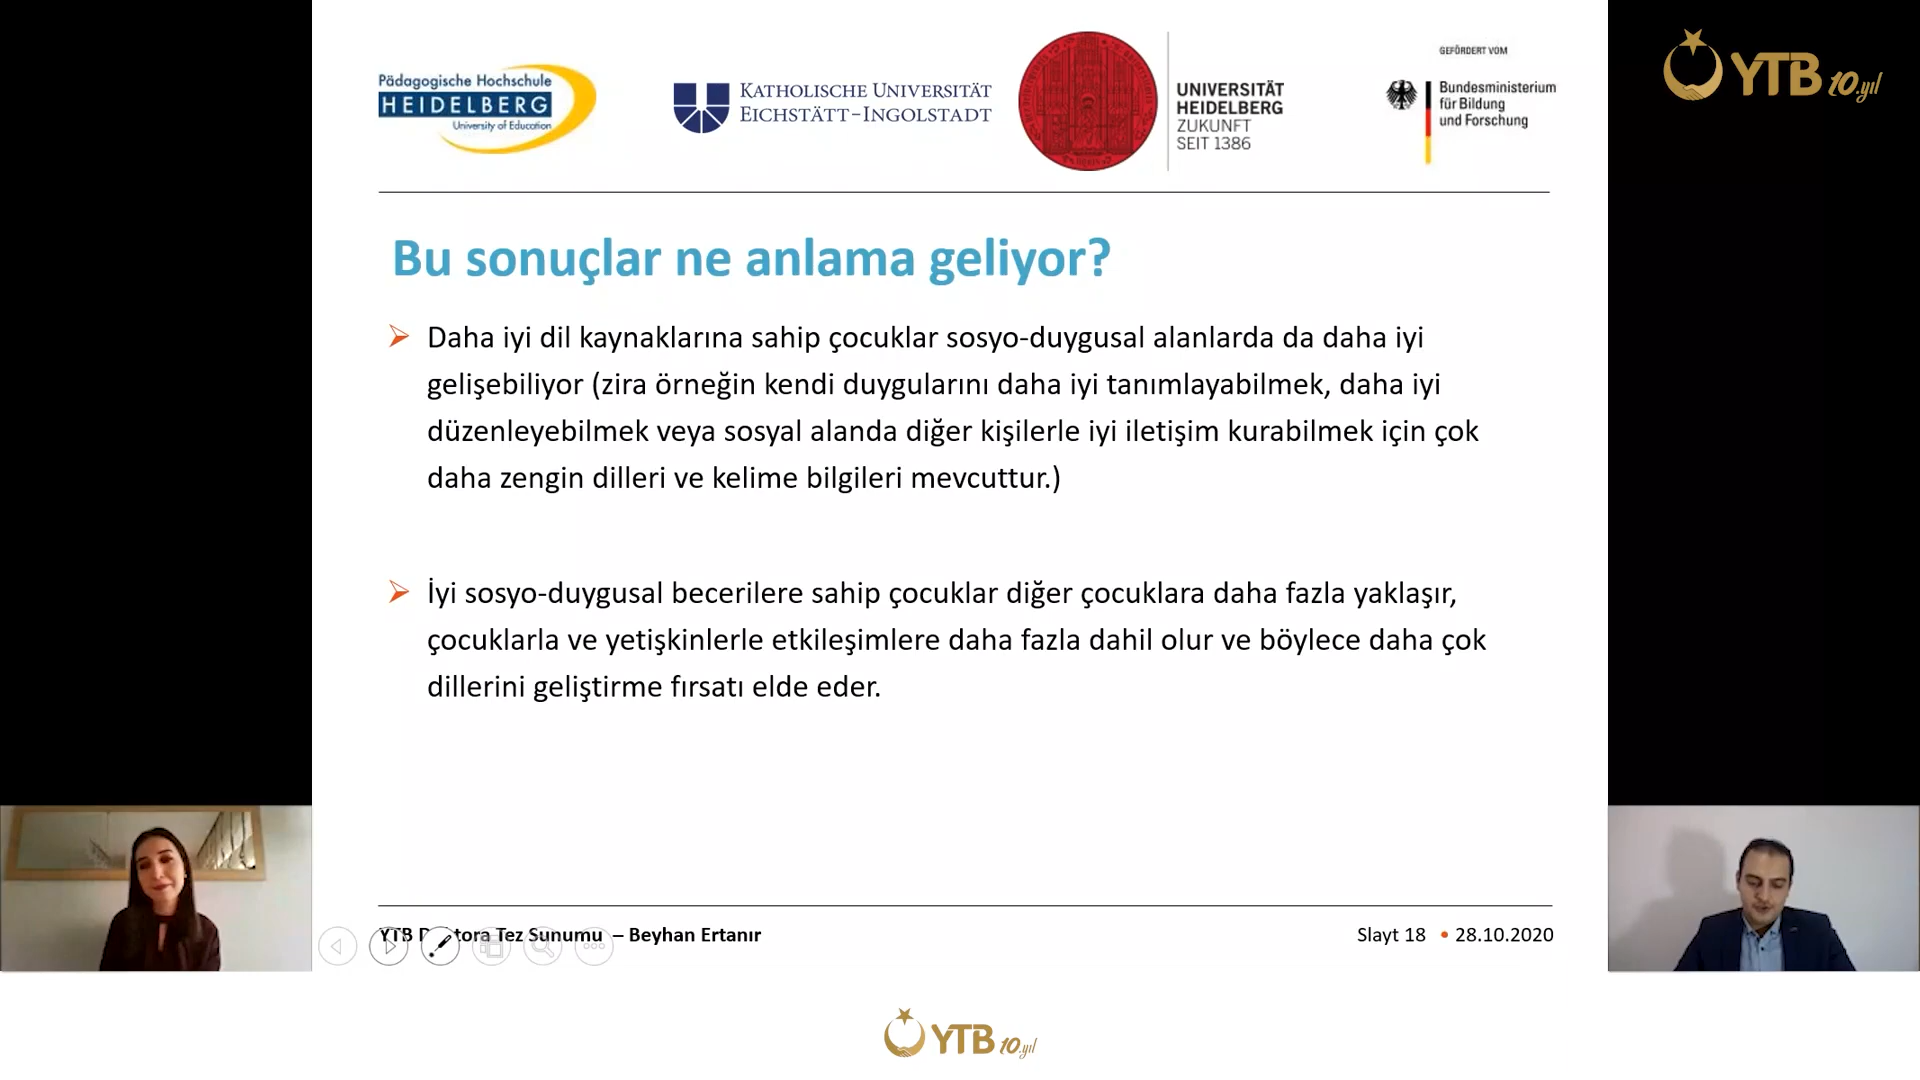 Pädagogische Hochschule
HEIDELBERG
University of Education
KATHOLISCHE UNIVERSITÄT
EICHSTÄTT-INGOLSTADT
UNIVERSITÄT
HEIDELBERG
ZUKUNFT
SEIT 1386
GEFÖRDERT VOM
Bundesministerium
für Bildung
und Forschung
YTB 10.yıl
Bu sonuçlar ne anlama geliyor?
Daha iyi dil kaynaklarına sahip çocuklar sosyo-duygusal alanlarda da daha iyi
gelişebiliyor (zira örneğin kendi duygularını daha iyi tanımlayabilmek, daha iyi
düzenleyebilmek veya sosyal alanda diğer kişilerle iyi iletişim kurabilmek için çok
daha zengin dilleri ve kelime bilgileri mevcuttur.)
İyi sosyo-duygusal becerilere sahip çocuklar diğer çocuklara daha fazla yaklaşır,
çocuklarla ve yetişkinlerle etkileşimlere daha fazla dahil olur ve böylece daha çok
dillerini geliştirme fırsatı elde eder.
YTB Doktora Tez Sunumu – Beyhan Ertanır
Slayt 18 • 28.10.2020
YTB 10.yıl